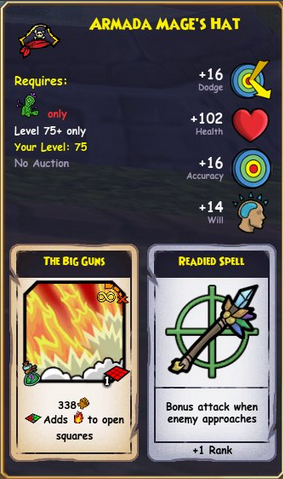 ARMADA MAGE'S HAT
Requires:
only
Level 75+ only
Your Level: 75
No Auction
+16
Dodge
+102
Health
+16
Accuracy
+14
Will
THE BIG GUNS
1
338
Adds to open
squares
READIED SPELL
Bonus attack when
enemy approaches
+1 Rank